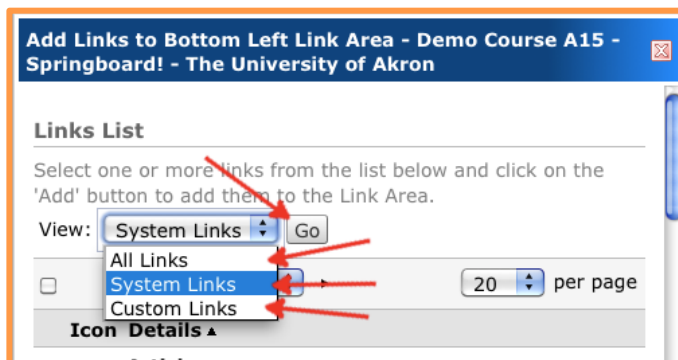 Add Links to Bottom Left Link Area - Demo Course A15 -
Springboard! - The University of Akron
Links List
Select one or more links from the list below and click on the
'Add' button to add them to the Link Area.
View: System Links Go
All Links
System Links
20 per page
Custom Links
Icon Details